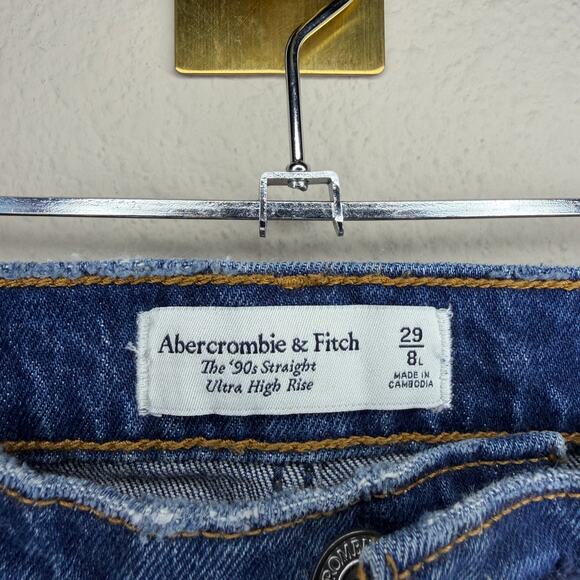 Abercrombie & Fitch
The '90s Straight
Ultra High Rise
29
8L
MADE IN
CAMBODIA